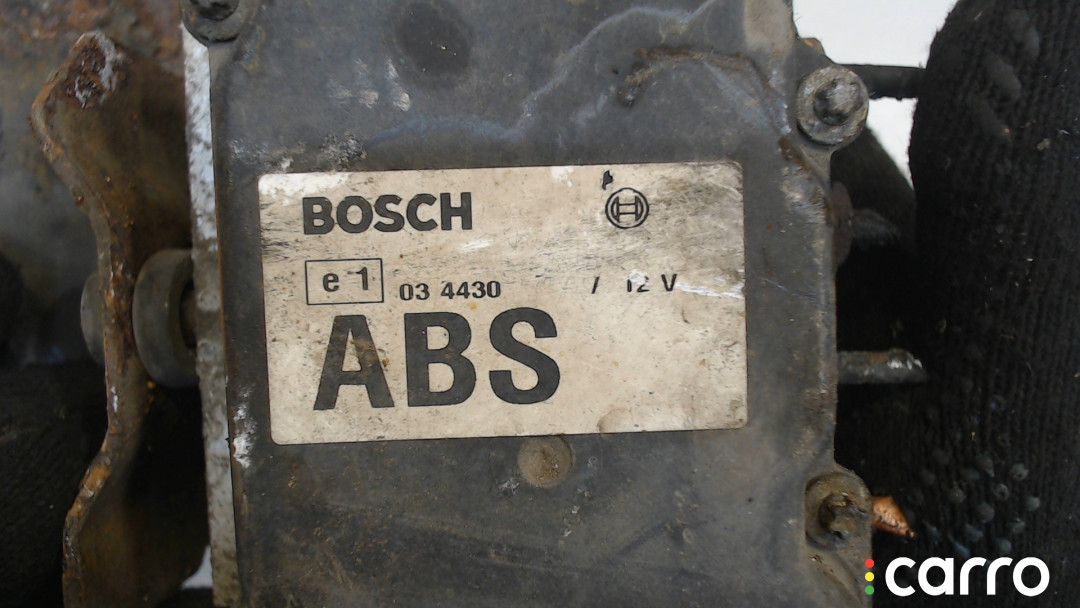 BOSCH
e 1 03 4430 / 12 V
ABS
carro